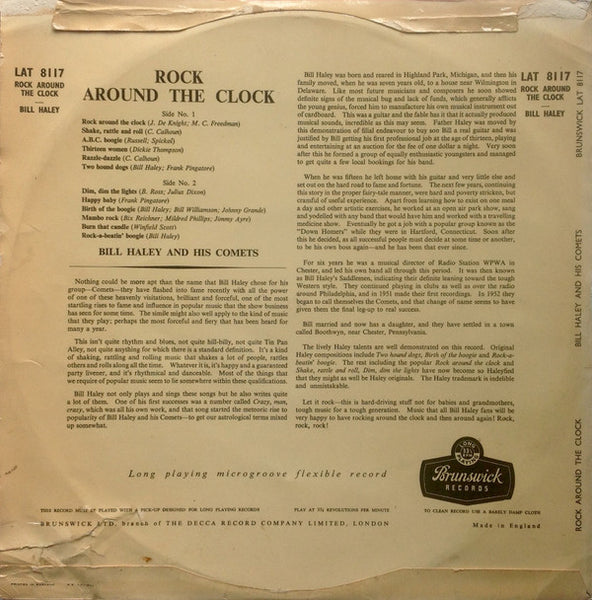 LAT 8117
ROCK AROUND
THE CLOCK
BILL HALEY
ROCK
AROUND THE CLOCK
Side No. 1
Rock around the clock (J. De Knight; M. C. Freedman)
Shake, rattle and roll (C. Calhoun)
A.B.C. boogie (Russell; Spickel)
Thirteen women (Dickie Thompson)
Razzle-dazzle (C. Calhoun)
Two hound dogs (Bill Haley; Frank Pingatore)
Side No. 2
Dim, dim the lights (B. Ross; Julius Dixon)
Happy baby (Frank Pingatore)
Birth of the boogie (Bill Haley; Bill Williamson; Johnny Grande)
Mambo rock (Bix Reichner; Mildred Phillips; Jimmy Ayre)
Burn that candle (Winfield Scott)
Rock-a-beatin' boogie (Bill Haley)
BILL HALEY AND HIS COMETS
Nothing could be more apt than the name that Bill Haley chose for his
group—Comets—they have flashed into fame recently with all the power
of one of these heavenly visitations, brilliant and forceful, one of the most
startling rises to fame and influence in popular music that the show business
has seen for some time. The simile might also well apply to the kind of music
that they play; perhaps the most forceful and fiery that has been heard for
many a year.
This isn't quite rhythm and blues, not quite hill-billy, not quite Tin Pan
Alley, not quite anything for which there is a standard definition. It's a kind
of shaking, rattling and rolling music that shakes a lot of people, rattles
others and rolls along all the time. Whatever it is, it's happy and a guaranteed
party livener, and it's rhythmical and danceable. Most of the things that
we require of popular music seem to lie somewhere within these qualifications.
Bill Haley not only plays and sings these songs but he also writes quite
a lot of them. One of his first successes was a number called Crazy, man,
crazy, which was all his own work, and that song started the meteoric rise to
popularity of Bill Haley and his Comets—to get our astrological terms mixed
up somewhat.
Bill Haley was born and reared in Highland Park, Michigan, and then his
family moved, when he was seven years old, to a house near Wilmington in
Delaware. Like most future musicians and composers he soon showed
definite signs of the musical bug and lack of funds, which generally afflicts
the young genius, forced him to manufacture his own musical instrument out
of cardboard. This was a guitar and the fable has it that it actually produced
musical sounds, incredible as this may seem. Father Haley was moved by
this demonstration of filial endeavour to buy son Bill a real guitar and was
justified by Bill getting his first professional job at the age of thirteen, playing
and entertaining at an auction for the fee of one dollar a night. Very soon
after this he formed a group of equally enthusiastic youngsters and managed
to get quite a few local bookings for his band.
When he was fifteen he left home with his guitar and very little else and
set out on the hard road to fame and fortune. The next few years, continuing
this story in the proper fairy-tale manner, were hard and poverty stricken, but
crammed of useful experience. Apart from learning how to exist on one meal
a day and other artistic exercises, he worked at an open air park show, sang
and yodelled with any band that would have him and worked with a travelling
medicine show. Eventually he got a job with a popular group known as the
"Down Homers" while they were in Hartford, Connecticut. Soon after
this he decided, as all successful people must decide at some time or another,
to be his own boss again—and he has been that ever since.
For six years he was a musical director of Radio Station WPWA in
Chester, and led his own band all through this period. It was then known
as Bill Haley's Saddlemen, indicating their definite leaning toward the tough
Western style. They continued playing in clubs as well as over the radio
around Philadelphia, and in 1951 made their first recordings. In 1952 they
began to call themselves the Comets, and that change of name seems to have
given them the final leg-up to real success.
Bill married and now has a daughter, and they have settled in a town
called Boothwyn, near Chester, Pennsylvania.
The lively Haley talents are well demonstrated on this record. Original
Haley compositions include Two hound dogs, Birth of the boogie and Rock-a-
beatin' boogie. The rest including the popular Rock around the clock and
Shake, rattle and roll, Dim, dim the lights have now become so Haleyfied
that they might as well be Haley originals. The Haley trademark is indelible
and unmistakable.
Let it rock—this is hard-driving stuff not for babies and grandmothers,
tough music for a tough generation. Music that all Bill Haley fans will be
very happy to have rocking around the clock and then around again! Rock,
rock, rock!
LAT 8117
ROCK AROUND
THE CLOCK
BILL HALEY
BRUNSWICK LAT 8117
BILL HALEY AND HIS COMETS
ROCK AROUND THE CLOCK
Long playing microgroove flexible record
LONG
33⅓
PLAYING
Brunswick
RECORDS
THIS RECORD MUST BE PLAYED WITH A PICK-UP DESIGNED FOR LONG PLAYING RECORDS
PLAY AT 33⅓ REVOLUTIONS PER MINUTE
TO CLEAN RECORD USE A BARELY DAMP CLOTH
BRUNSWICK LTD, branch of THE DECCA RECORD COMPANY LIMITED, LONDON
Made in England